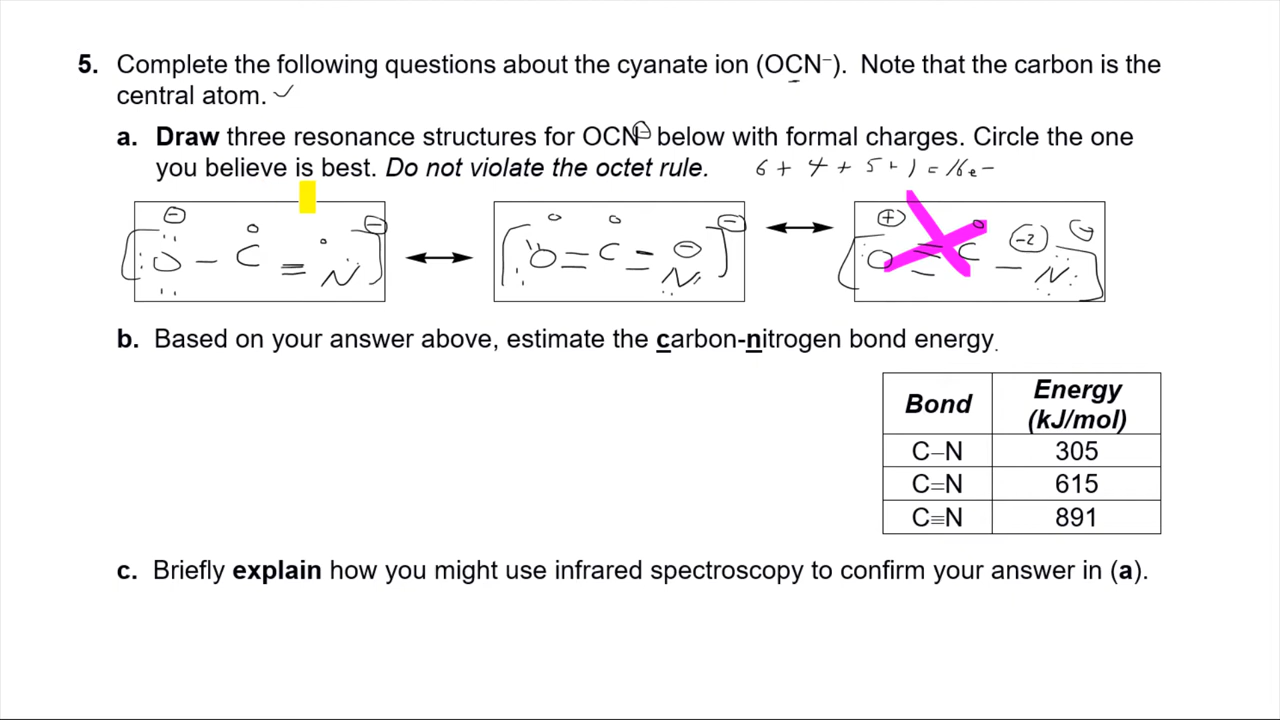 5. Complete the following questions about the cyanate ion (OCN⁻). Note that the carbon is the
central atom.
a. Draw three resonance structures for OCN⁻ below with formal charges. Circle the one
you believe is best. Do not violate the octet rule. 6 + 4 + 5 + 1 = 16 e-
[O - C ≡ N]⁻ ↔ [O = C = N]⁻ ↔ [O ≡ C - N]⁻
b. Based on your answer above, estimate the carbon-nitrogen bond energy.
Bond Energy (kJ/mol)
C–N 305
C=N 615
C≡N 891
c. Briefly explain how you might use infrared spectroscopy to confirm your answer in (a).